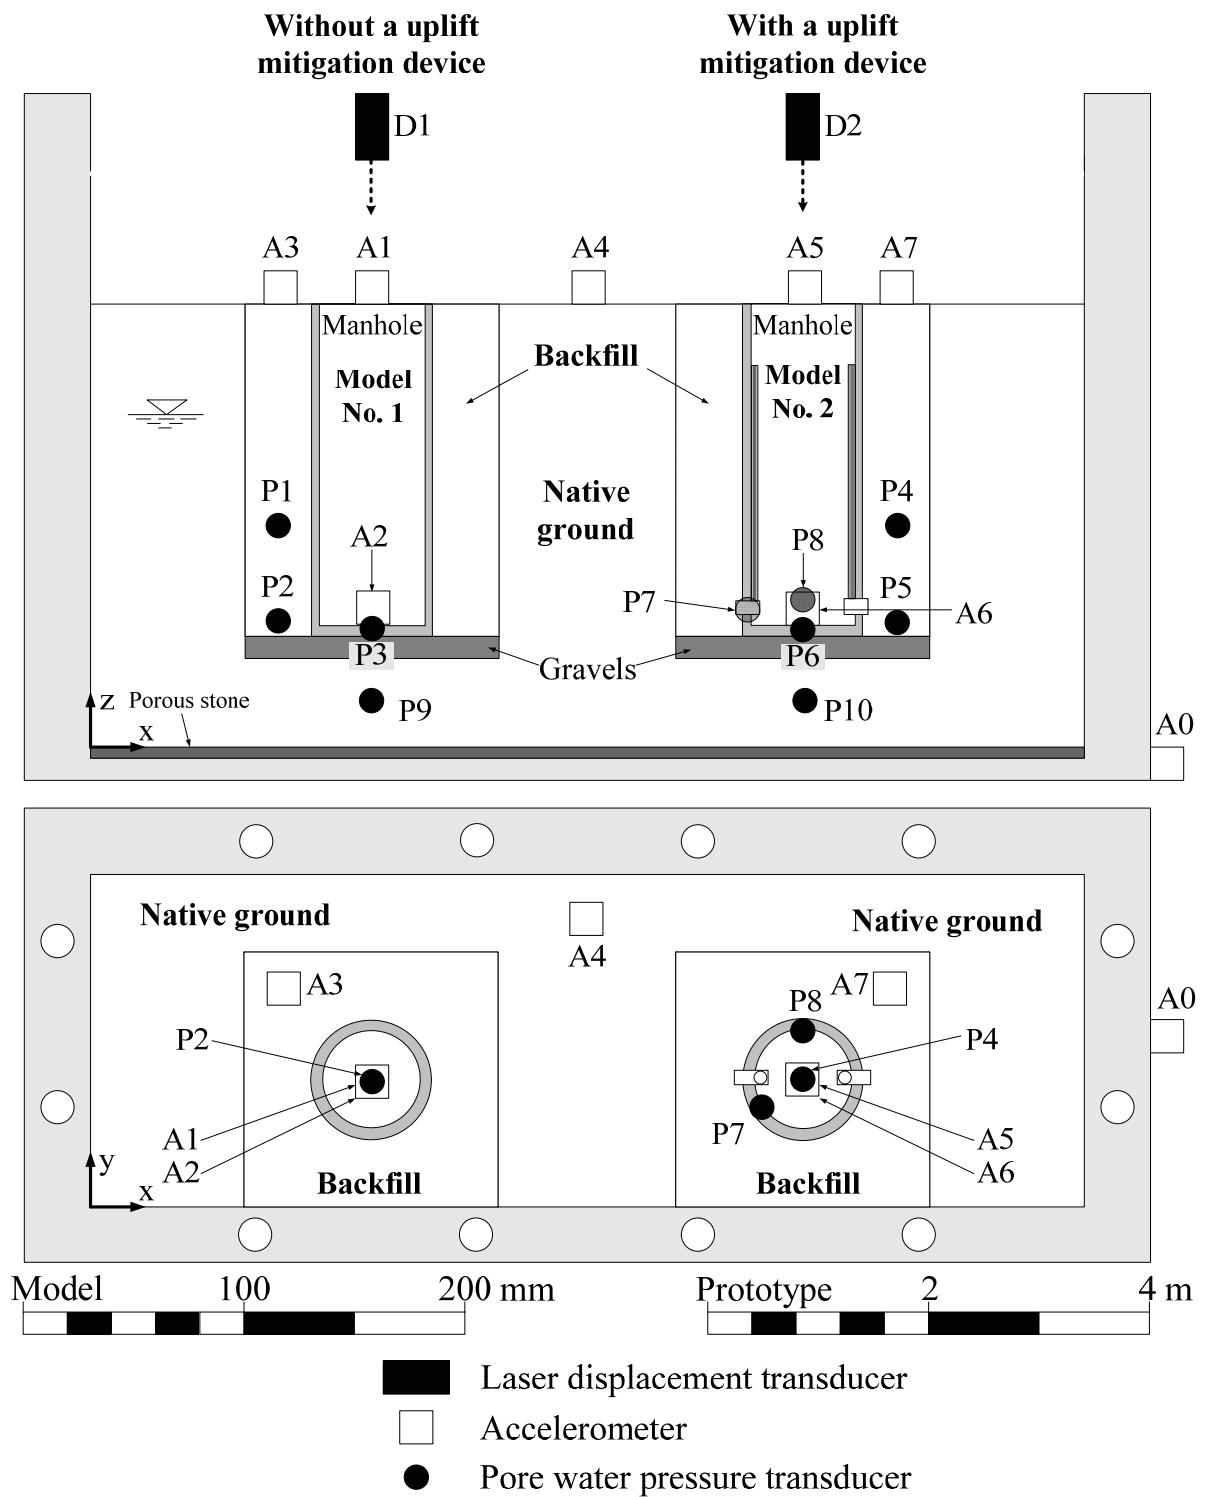 Without a uplift
mitigation device
With a uplift
mitigation device
D1
D2
A3
A1
A4
A5
A7
Manhole
Manhole
Backfill
Model
No. 1
Model
No. 2
P1
Native
ground
P4
A2
P8
P2
P7
P5
A6
P3
P6
Gravels
z
Porous stone
x
P9
P10
A0
Native ground
Native ground
A4
A3
P8
A7
A0
P2
P4
P7
A1
A5
y
A2
A6
x
Backfill
Backfill
Model 100 200 mm
Prototype 2 4 m
Laser displacement transducer
Accelerometer
Pore water pressure transducer